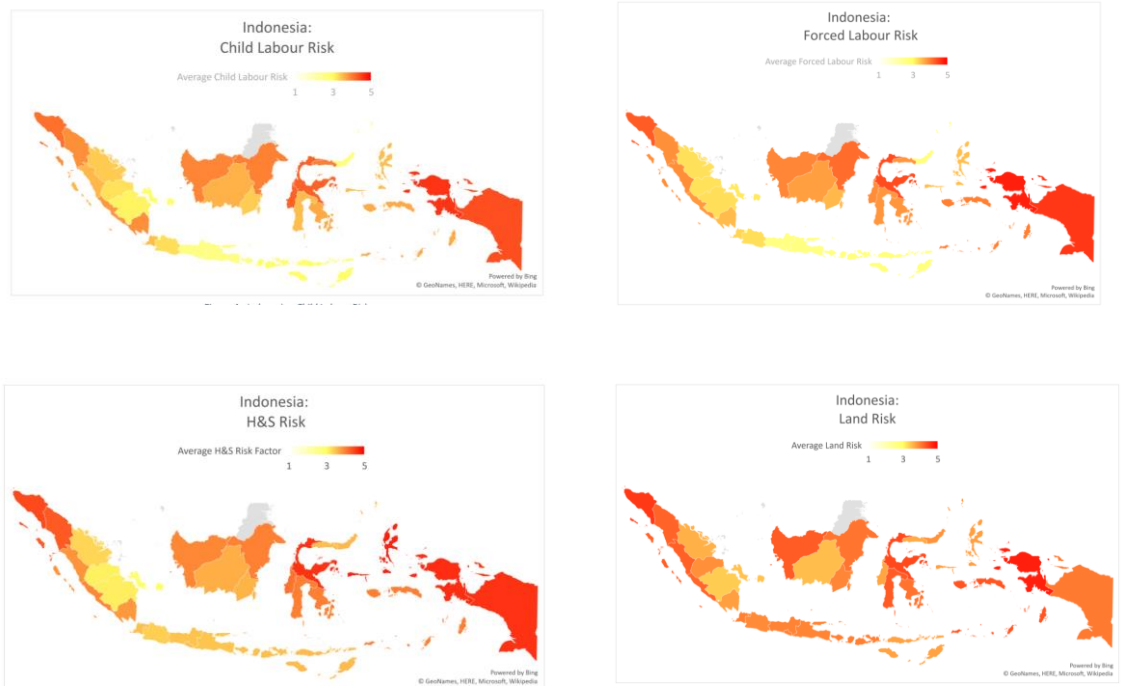 Indonesia:
Child Labour Risk
Average Child Labour Risk
1 3 5
Powered by Bing
© GeoNames, HERE, Microsoft, Wikipedia
Indonesia:
Forced Labour Risk
Average Forced Labour Risk
1 3 5
Powered by Bing
© GeoNames, HERE, Microsoft, Wikipedia
Indonesia:
H&S Risk
Average H&S Risk Factor
1 3 5
Powered by Bing
© GeoNames, HERE, Microsoft, Wikipedia
Indonesia:
Land Risk
Average Land Risk
1 3 5
Powered by Bing
© GeoNames, HERE, Microsoft, Wikipedia